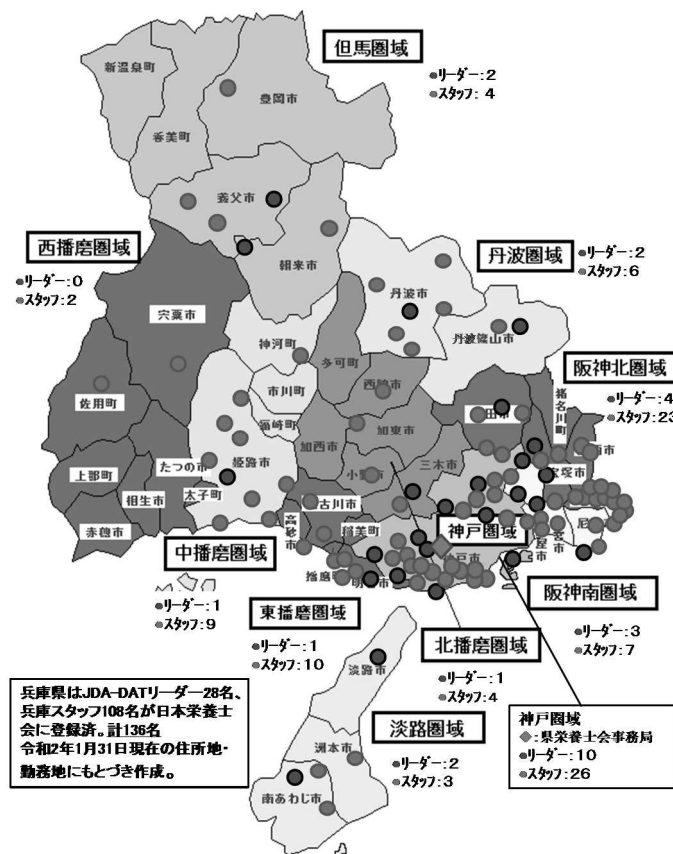 但馬圏域
●リーダー：2
●スタッフ：4
新温泉町
香美町
豊岡市
養父市
朝来市
西播磨圏域
●リーダー：0
●スタッフ：2
丹波圏域
●リーダー：2
●スタッフ：6
丹波市
丹波篠山市
宍粟市
神河町
多可町
市川町
西脇市
阪神北圏域
●リーダー：4
●スタッフ：23
猪名川町
田市
佐用町
福崎町
加西市
加東市
姫路市
たつの市
三木市
宝塚市
西市
上郡町
相生市
太子町
小野
古川市
赤穂市
高砂市
稲美町
神戸圏域
戸市
尼
屋市
播磨
明
市
中播磨圏域
●リーダー：1
●スタッフ：9
東播磨圏域
●リーダー：1
●スタッフ：10
北播磨圏域
●リーダー：1
●スタッフ：4
阪神南圏域
●リーダー：3
●スタッフ：7
淡路市
淡路圏域
●リーダー：2
●スタッフ：3
洲本市
南あわじ市
兵庫県はJDA-DATリーダー28名、
兵庫スタッフ108名が日本栄養士
会に登録済。計136名
令和2年1月31日現在の住所地・
勤務地にもとづき作成。
神戸圏域
◆：県栄養士会事務局
●リーダー：10
●スタッフ：26